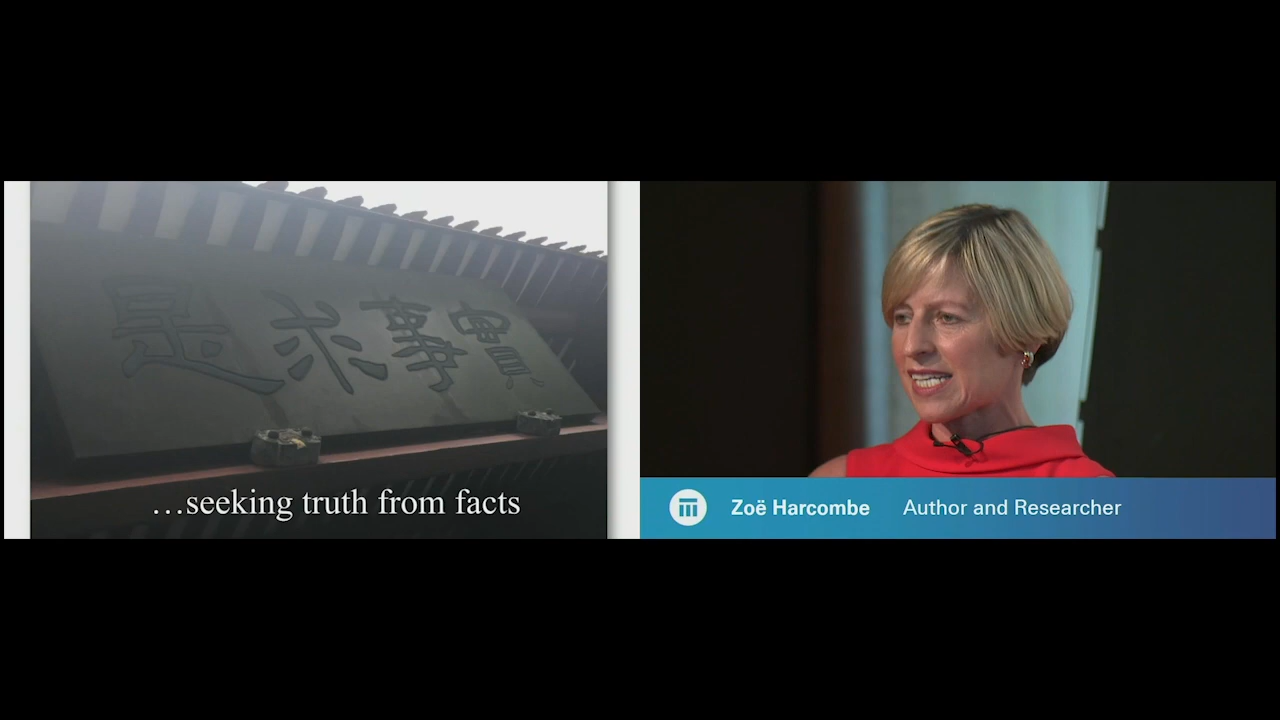 實事求是
...seeking truth from facts
Zoë Harcombe Author and Researcher